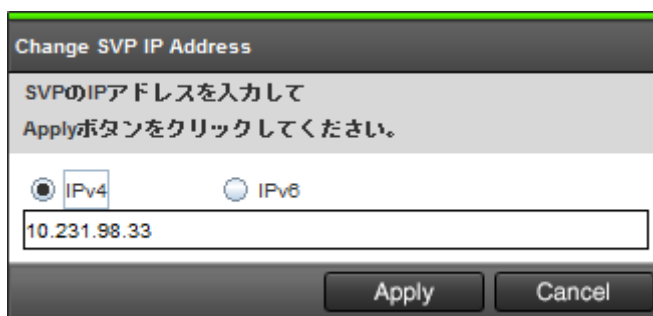 Change SVP IP Address
SVPのIPアドレスを入力して
Applyボタンをクリックしてください。
IPv4 IPv6
10.231.98.33
Apply Cancel